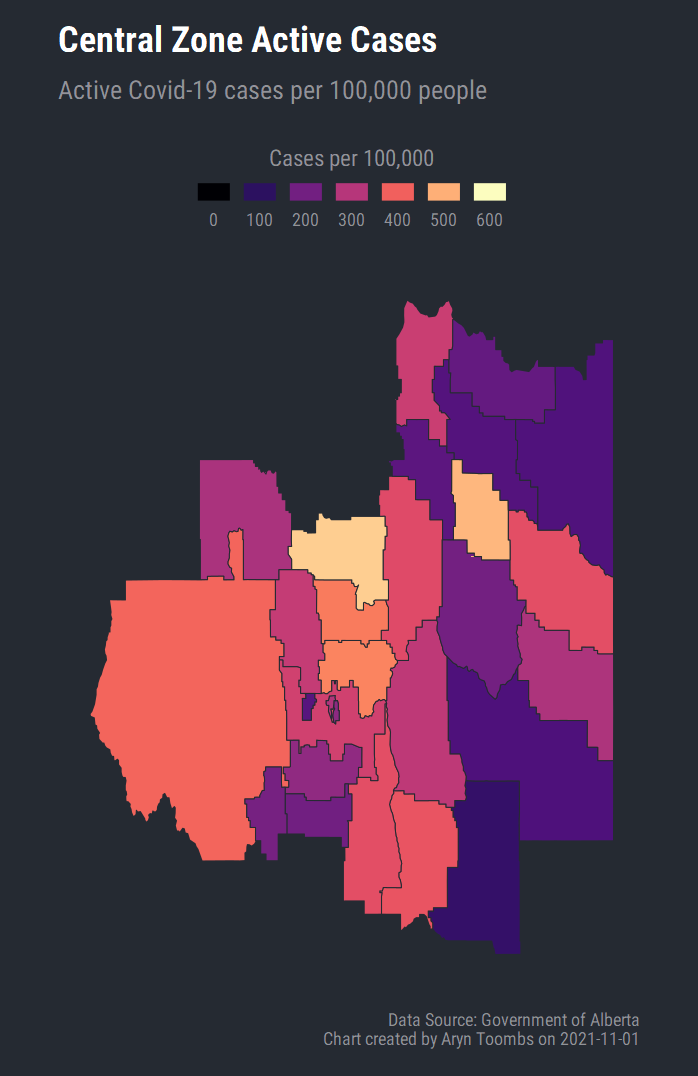 Central Zone Active Cases
Active Covid-19 cases per 100,000 people
Cases per 100,000
0 100 200 300 400 500 600
Data Source: Government of Alberta
Chart created by Aryn Toombs on 2021-11-01